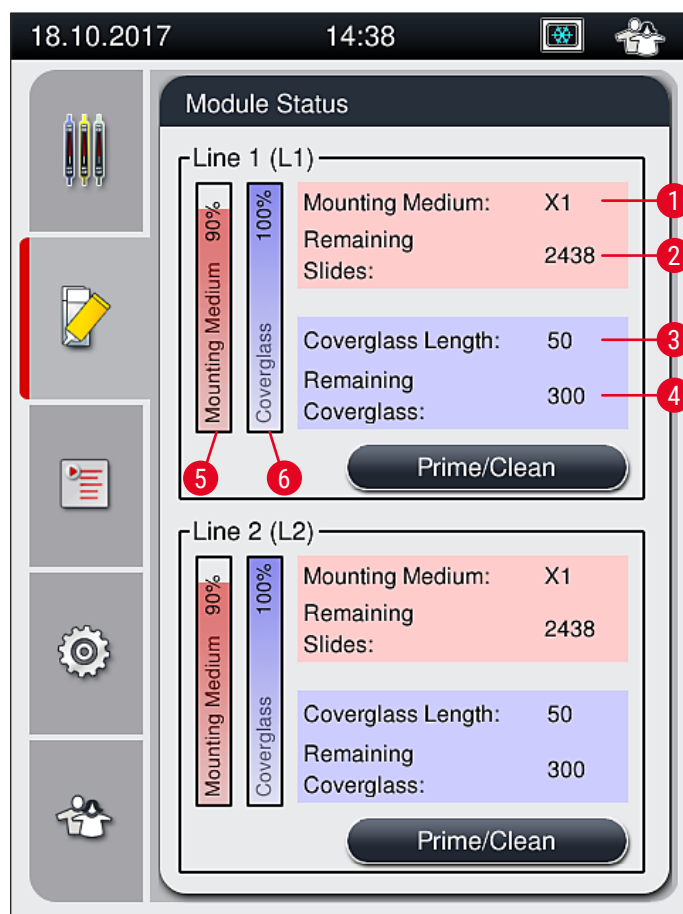 18.10.2017 14:38
Module Status
Line 1 (L1)
Mounting Medium 90%
Coverglass 100%
Mounting Medium: X1 1
Remaining
Slides: 2438 2
Coverglass Length: 50 3
Remaining
Coverglass: 300 4
5 6
Prime/Clean
Line 2 (L2)
Mounting Medium 90%
Coverglass 100%
Mounting Medium: X1
Remaining
Slides: 2438
Coverglass Length: 50
Remaining
Coverglass: 300
Prime/Clean